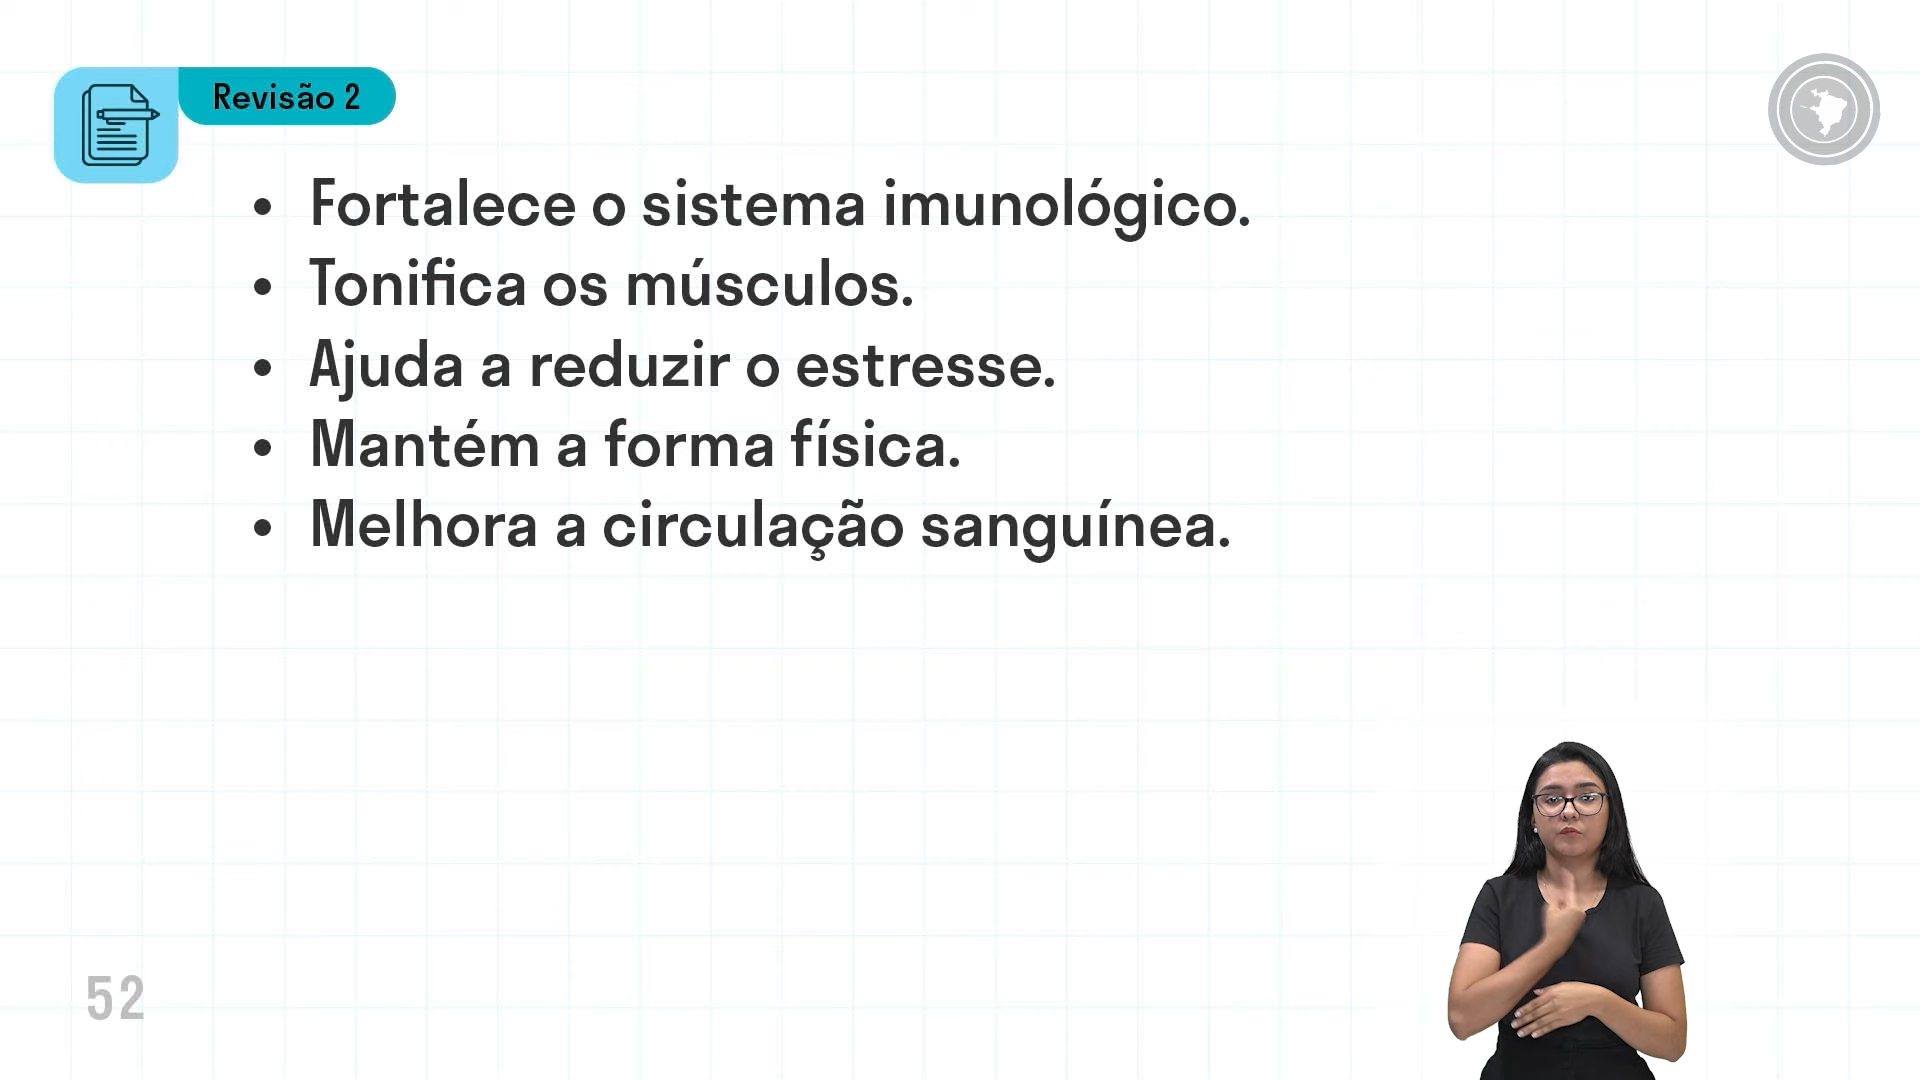 Revisão 2
• Fortalece o sistema imunológico.
• Tonifica os músculos.
• Ajuda a reduzir o estresse.
• Mantém a forma física.
• Melhora a circulação sanguínea.
52